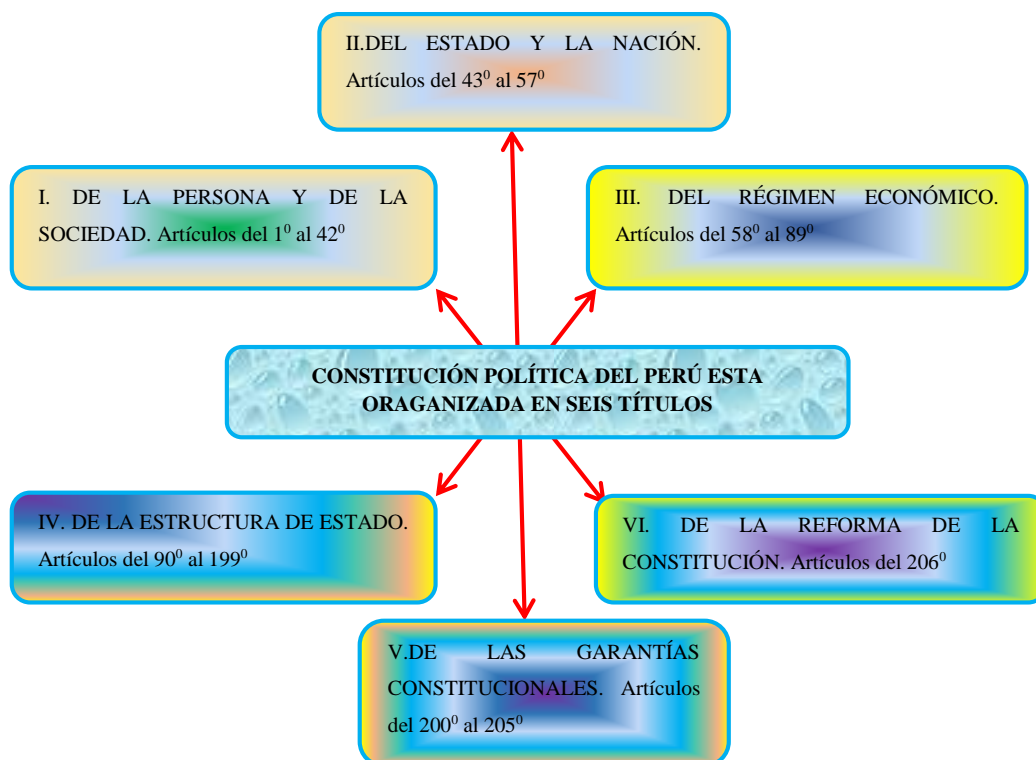 II.DEL ESTADO Y LA NACIÓN.
Artículos del 43⁰ al 57⁰
I. DE LA PERSONA Y DE LA
SOCIEDAD. Artículos del 1⁰ al 42⁰
III. DEL RÉGIMEN ECONÓMICO.
Artículos del 58⁰ al 89⁰
CONSTITUCIÓN POLÍTICA DEL PERÚ ESTA
ORAGANIZADA EN SEIS TÍTULOS
IV. DE LA ESTRUCTURA DE ESTADO.
Artículos del 90⁰ al 199⁰
VI. DE LA REFORMA DE LA
CONSTITUCIÓN. Artículos del 206⁰
V.DE LAS GARANTÍAS
CONSTITUCIONALES. Artículos
del 200⁰ al 205⁰